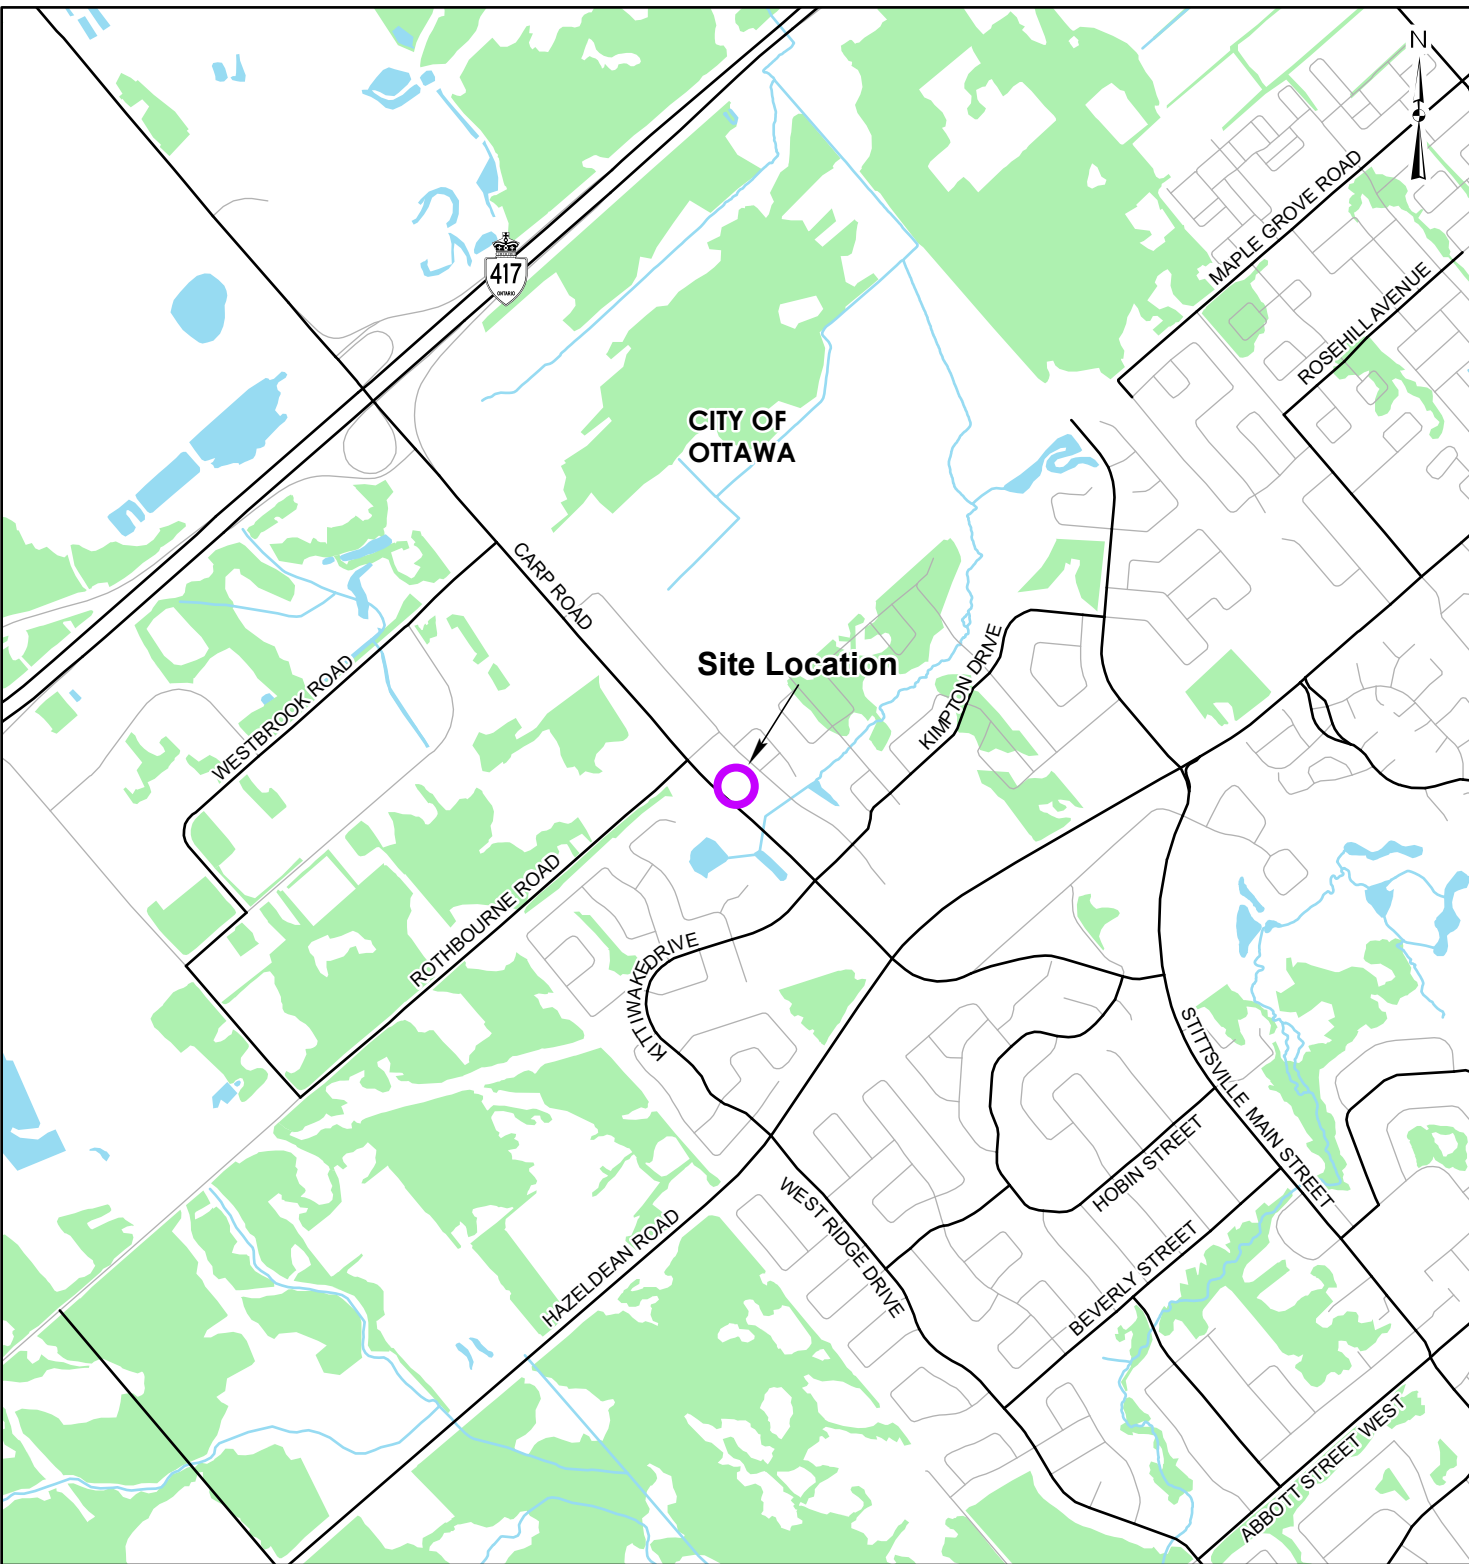 N
MAPLE GROVE ROAD
417
ONTARIO
ROSEHILL AVENUE
CITY OF
OTTAWA
CARP ROAD
Site Location
KIMPTON DRIVE
WESTBROOK ROAD
ROTHBOURNE ROAD
KITTIWAKE DRIVE
STITTSVILLE MAIN STREET
HOBIN STREET
WEST RIDGE DRIVE
HAZELDEAN ROAD
BEVERLY STREET
ABBOTT STREET WEST